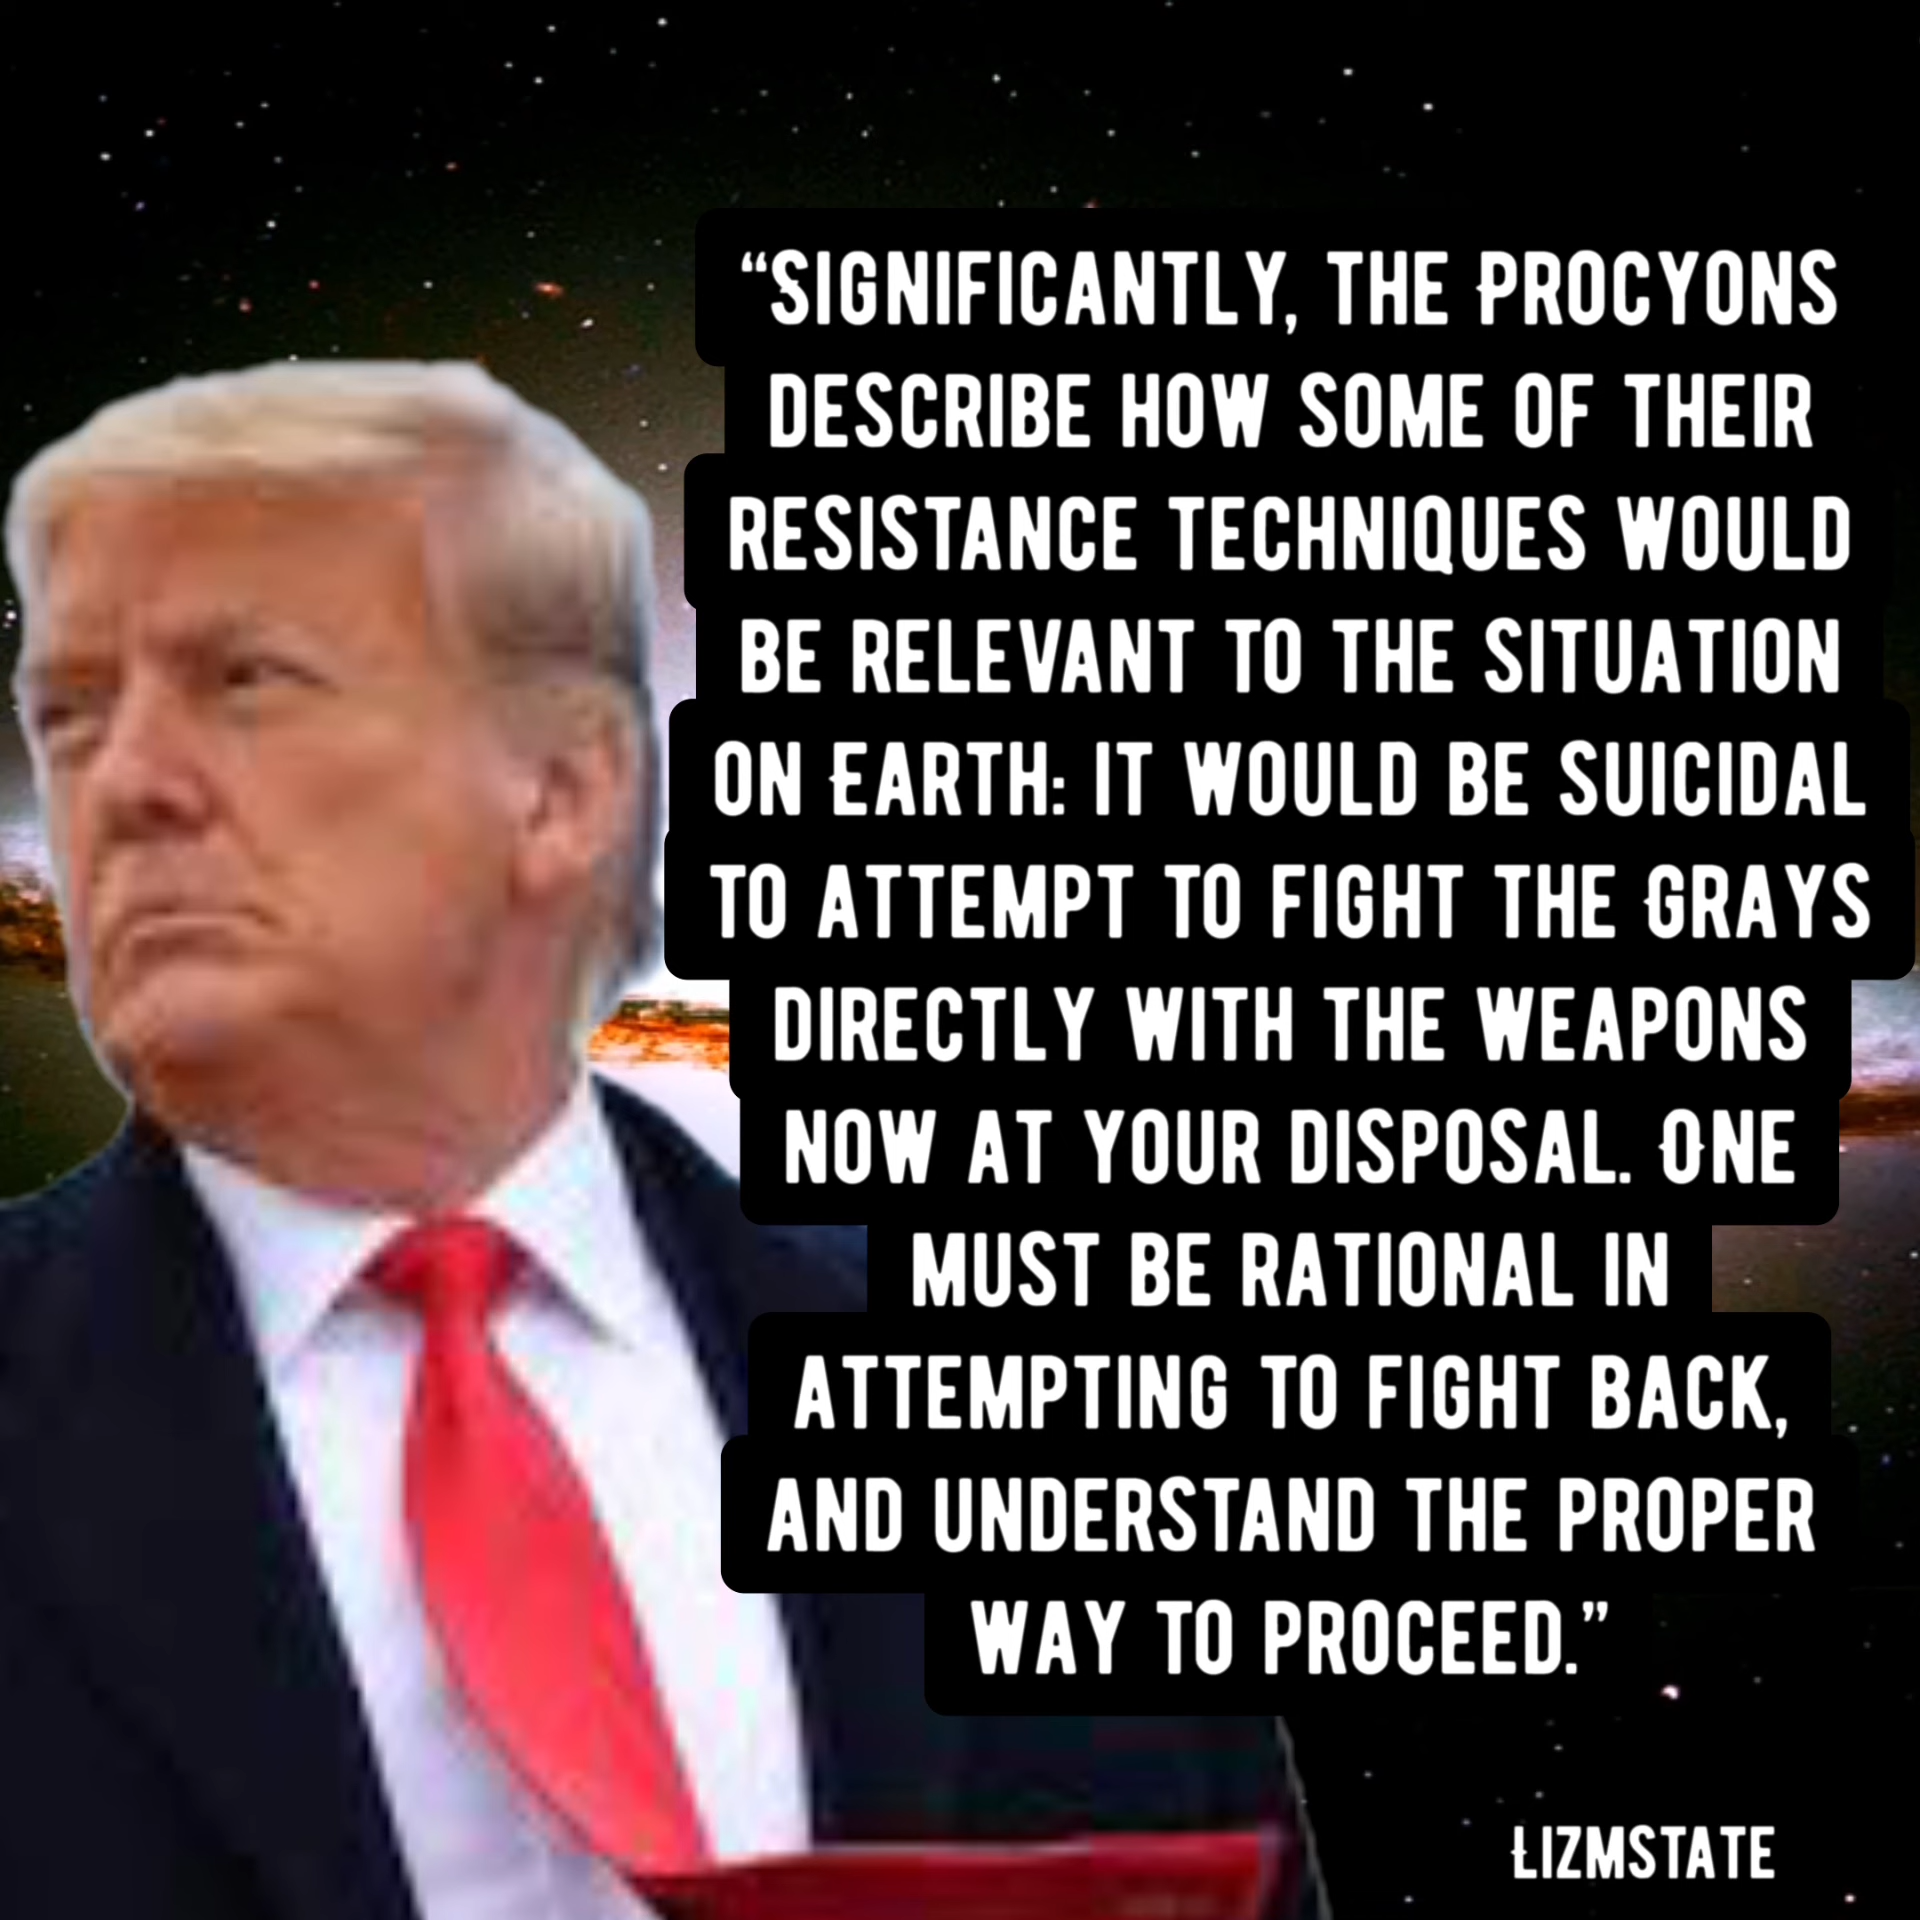 “Significantly, the Procyons
describe how some of their
resistance techniques would
be relevant to the situation
on Earth: it would be suicidal
to attempt to fight the Grays
directly with the weapons
now at your disposal. One
must be rational in
attempting to fight back,
and understand the proper
way to proceed.”
Lizmstate